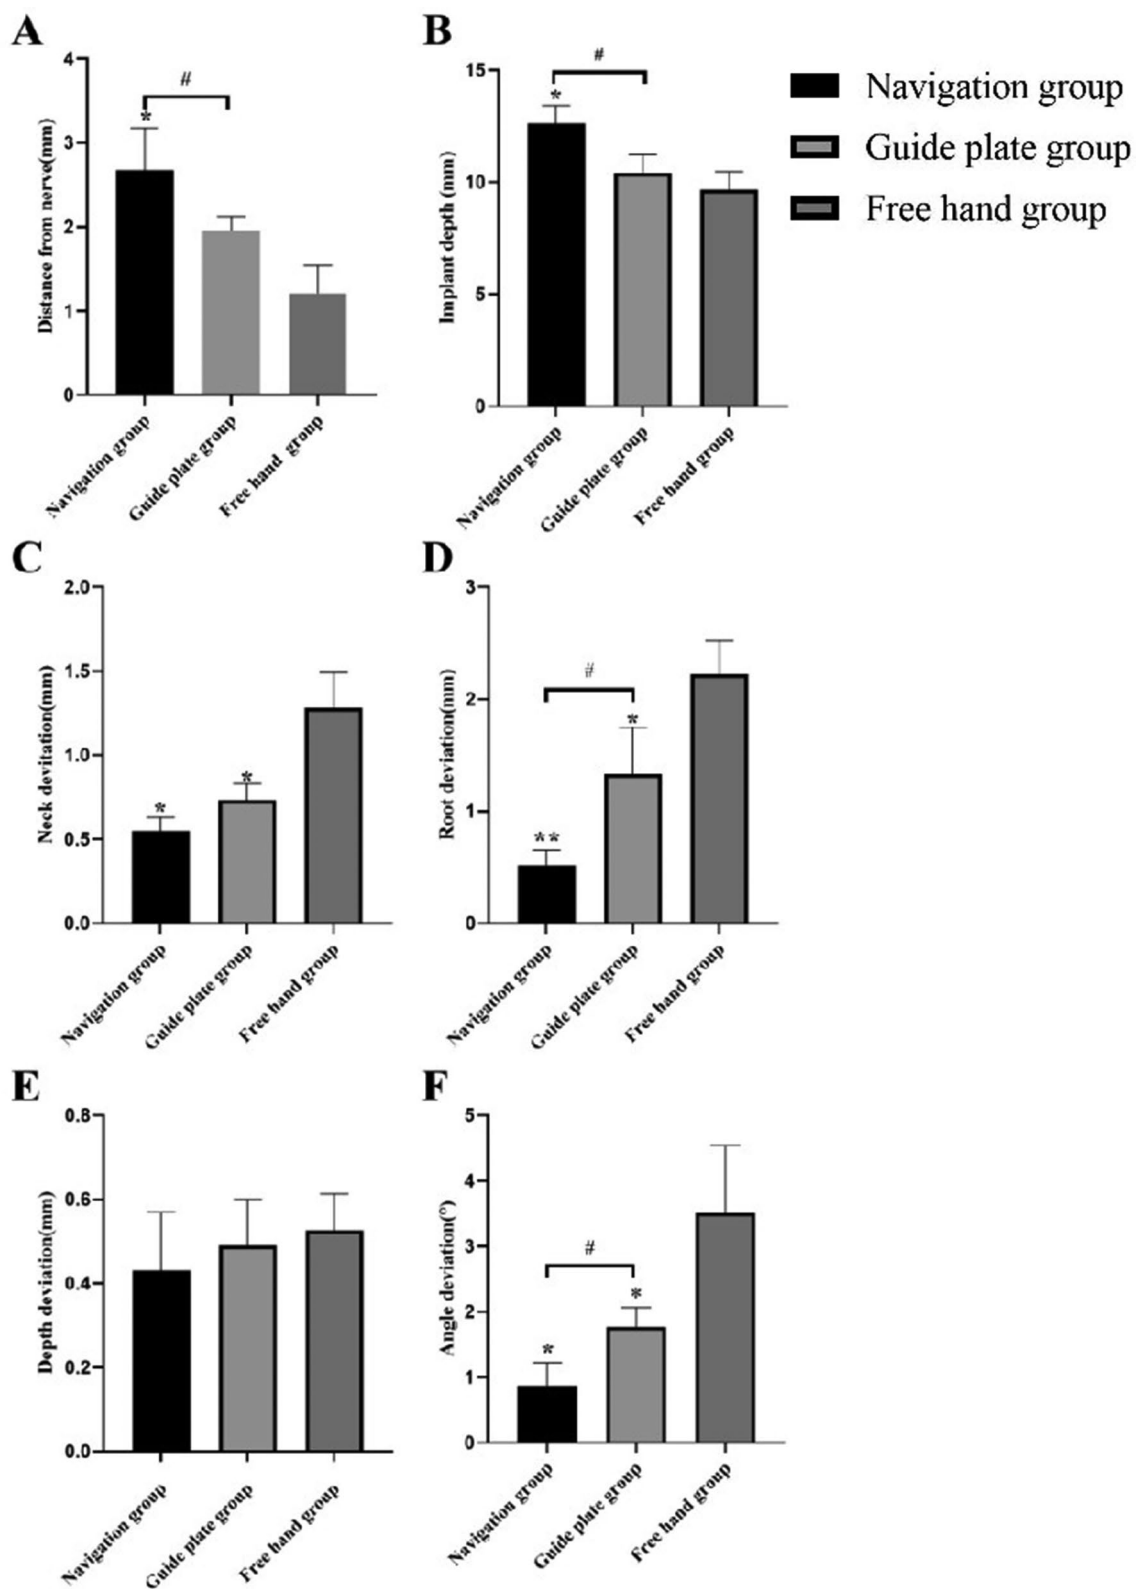 A
4
3
2
1
0
Distance from nerve(mm)
#
*
Navigation group
Guide plate group
Free hand group
B
15
10
5
0
Implant depth (mm)
#
*
Navigation group
Guide plate group
Free hand group
Navigation group
Guide plate group
Free hand group
C
2.0
1.5
1.0
0.5
0.0
Neck devitation(mm)
*
*
Navigation group
Guide plate group
Free hand group
D
3
2
1
0
Root deviation(mm)
#
*
**
Navigation group
Guide plate group
Free hand group
E
0.8
0.6
0.4
0.2
0.0
Depth deviation(mm)
Navigation group
Guide plate group
Free hand group
F
5
4
3
2
1
0
Angle deviation(°)
#
*
*
Navigation group
Guide plate group
Free hand group